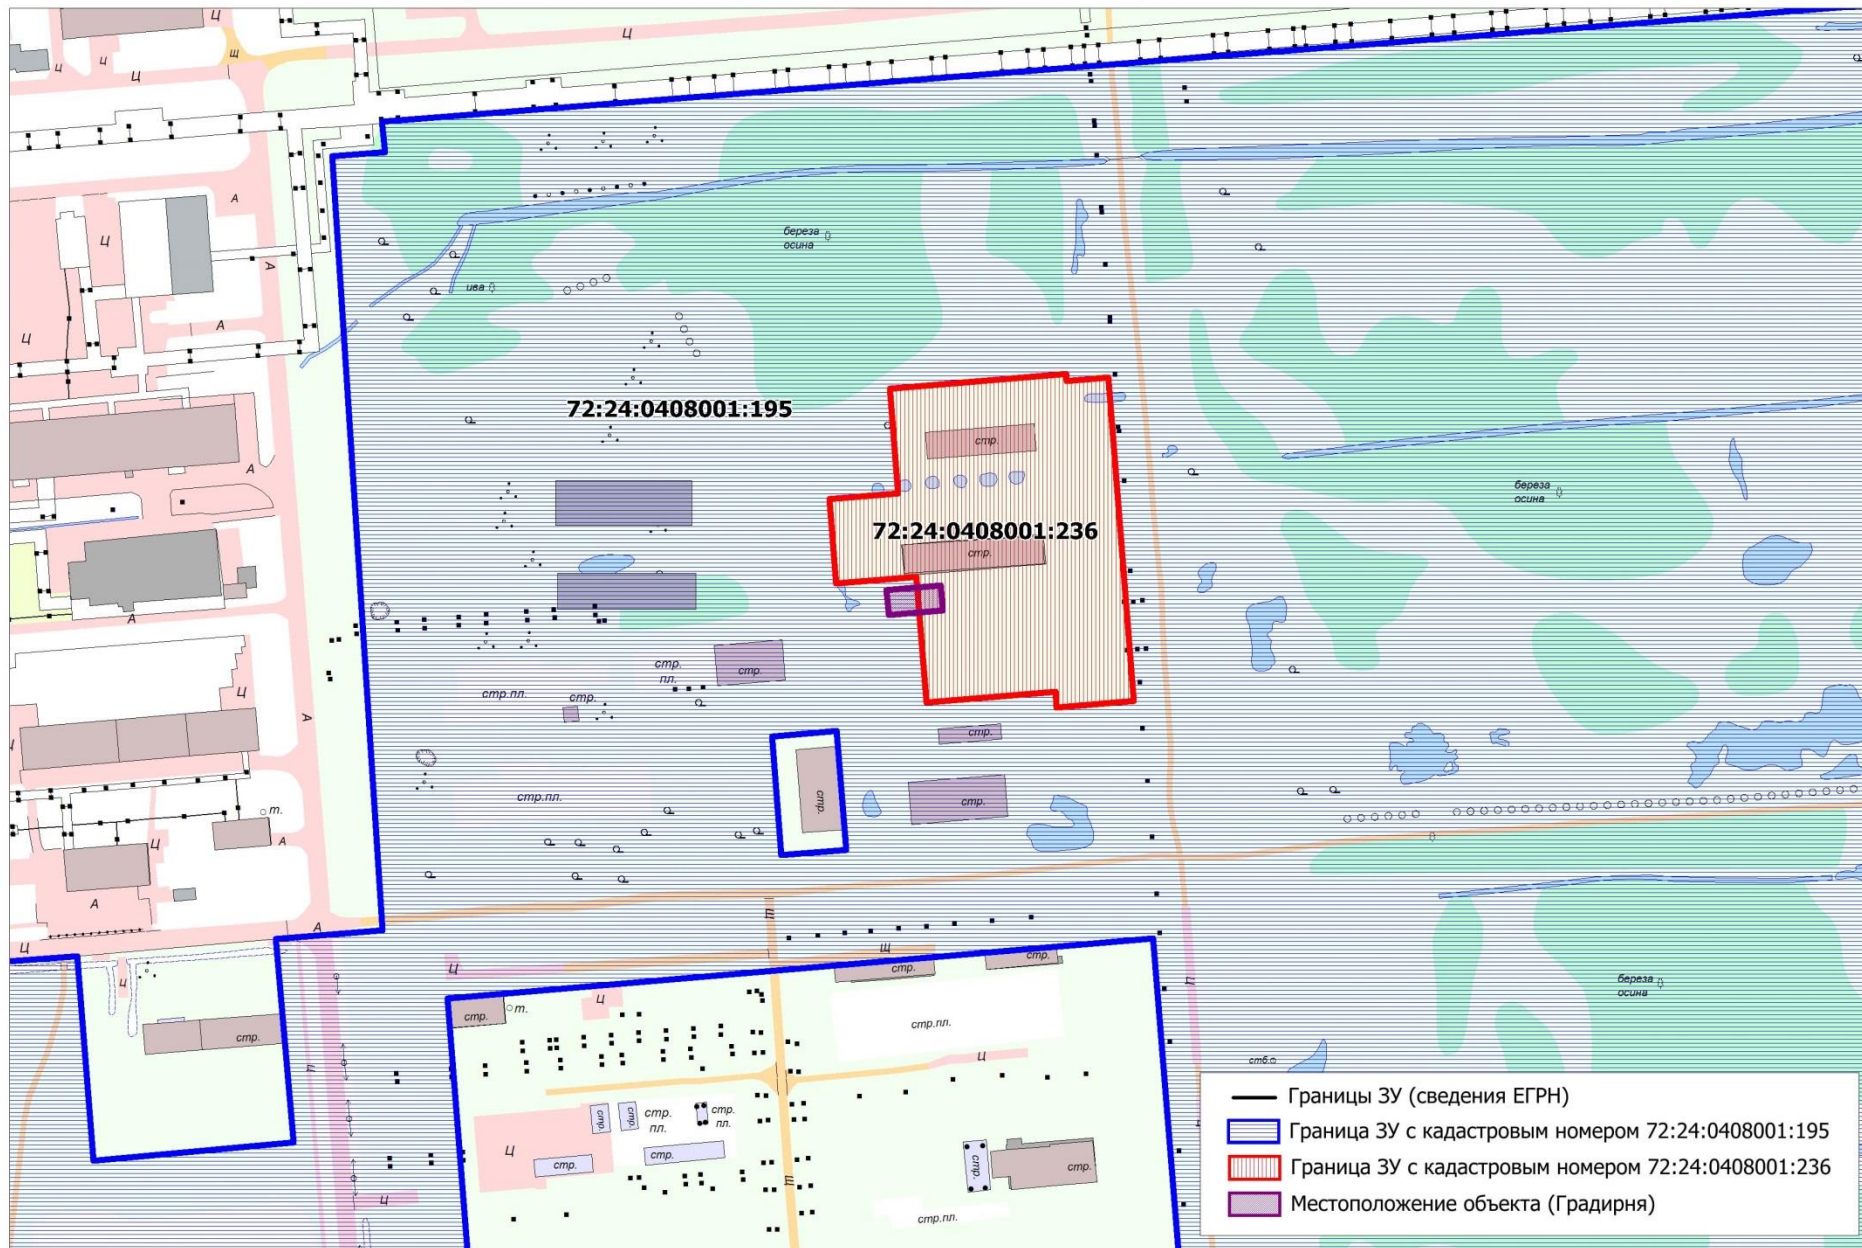 Ц
Ц
Щ
Ц
Ц
Ц
А
Ц
береза
осина
А
ива
А
Ц
72:24:0408001:195
стр.
А
береза
осина
72:24:0408001:236
стр.
А
стр.
пл.
стр.
Ц
стр.пл.
стр.
А
стр.
стр.пл.
стр.
стр.
т.
Ц
А
А
А
Щ
Ц
Щ
стр.
Ц
стр.
Ц
береза
осина
П
стр.
т.
Ц
стр.пл.
стр.
Ц
стб.
Ц
Границы ЗУ (сведения ЕГРН)
стр.
стр.
стр.
пл.
стр.
пл.
Граница ЗУ с кадастровым номером 72:24:0408001:195
Ц
стр.
стр.
стр.
стр.
Граница ЗУ с кадастровым номером 72:24:0408001:236
Щ
Ц
Местоположение объекта (Градирня)
стр.пл.